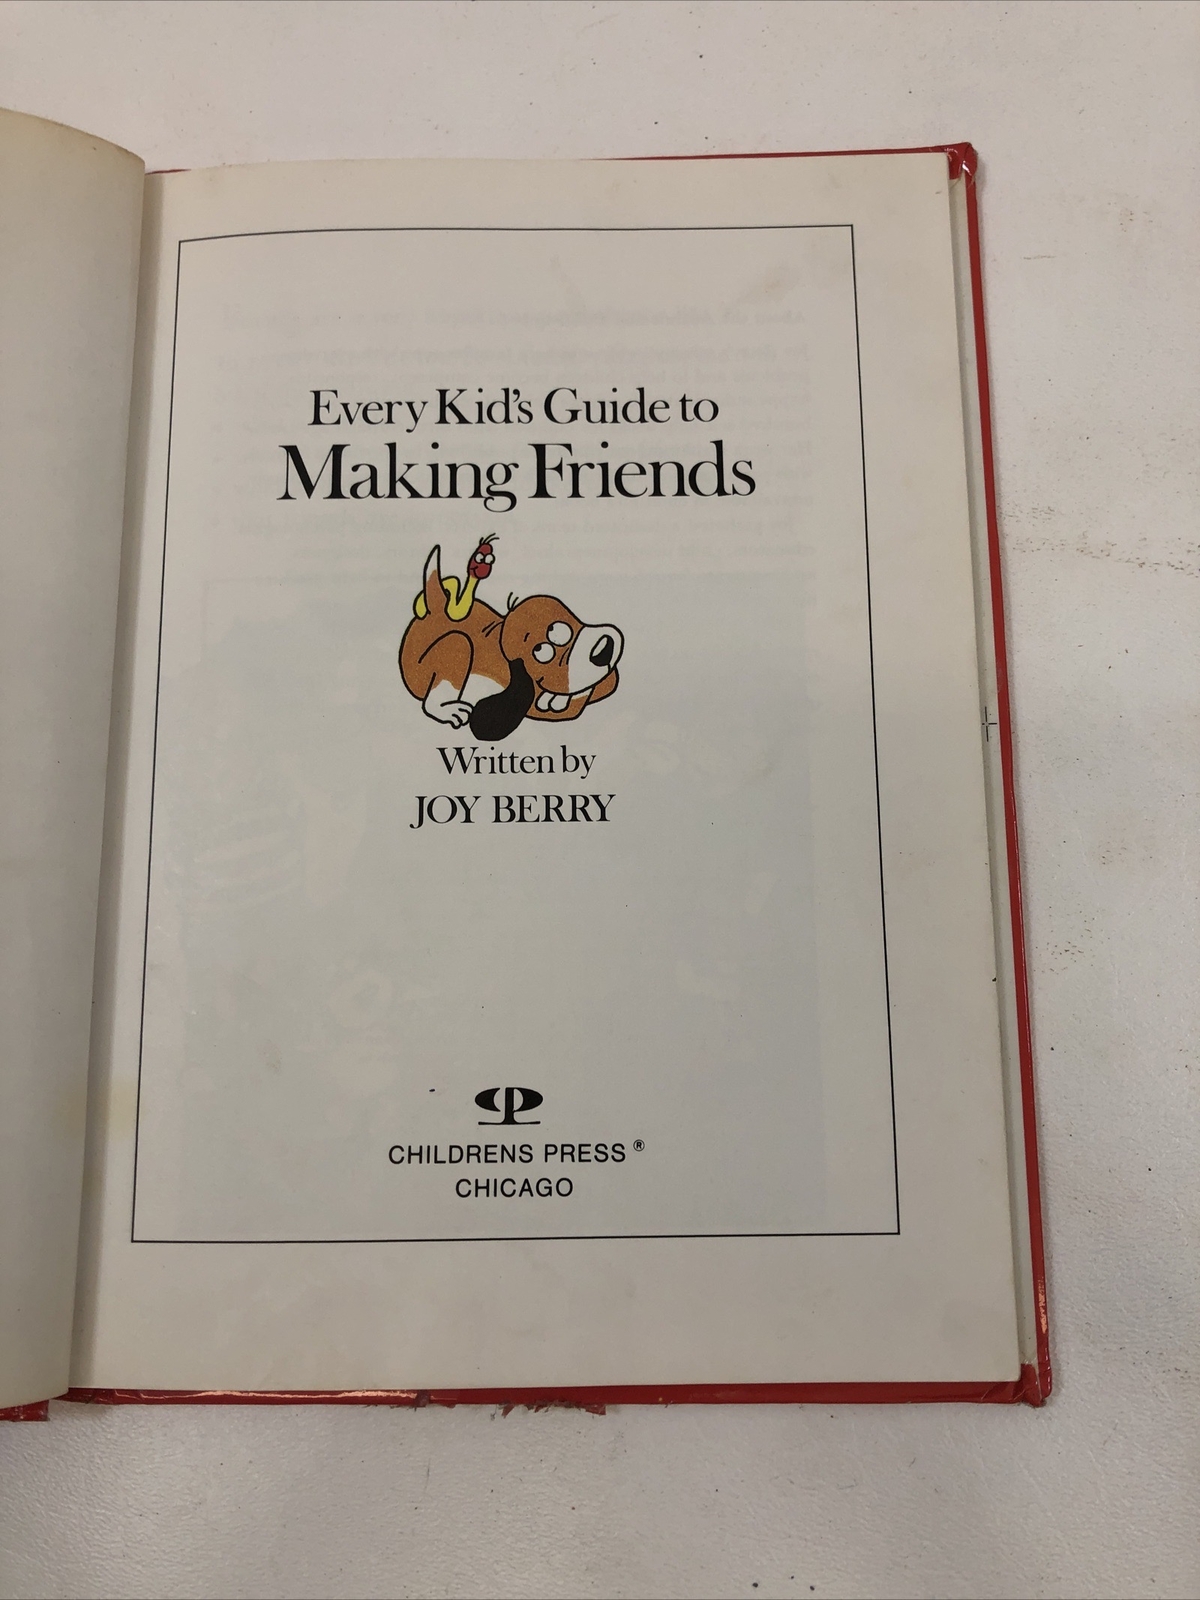 Every Kid's Guide to
Making Friends
Written by
JOY BERRY
CHILDRENS PRESS®
CHICAGO